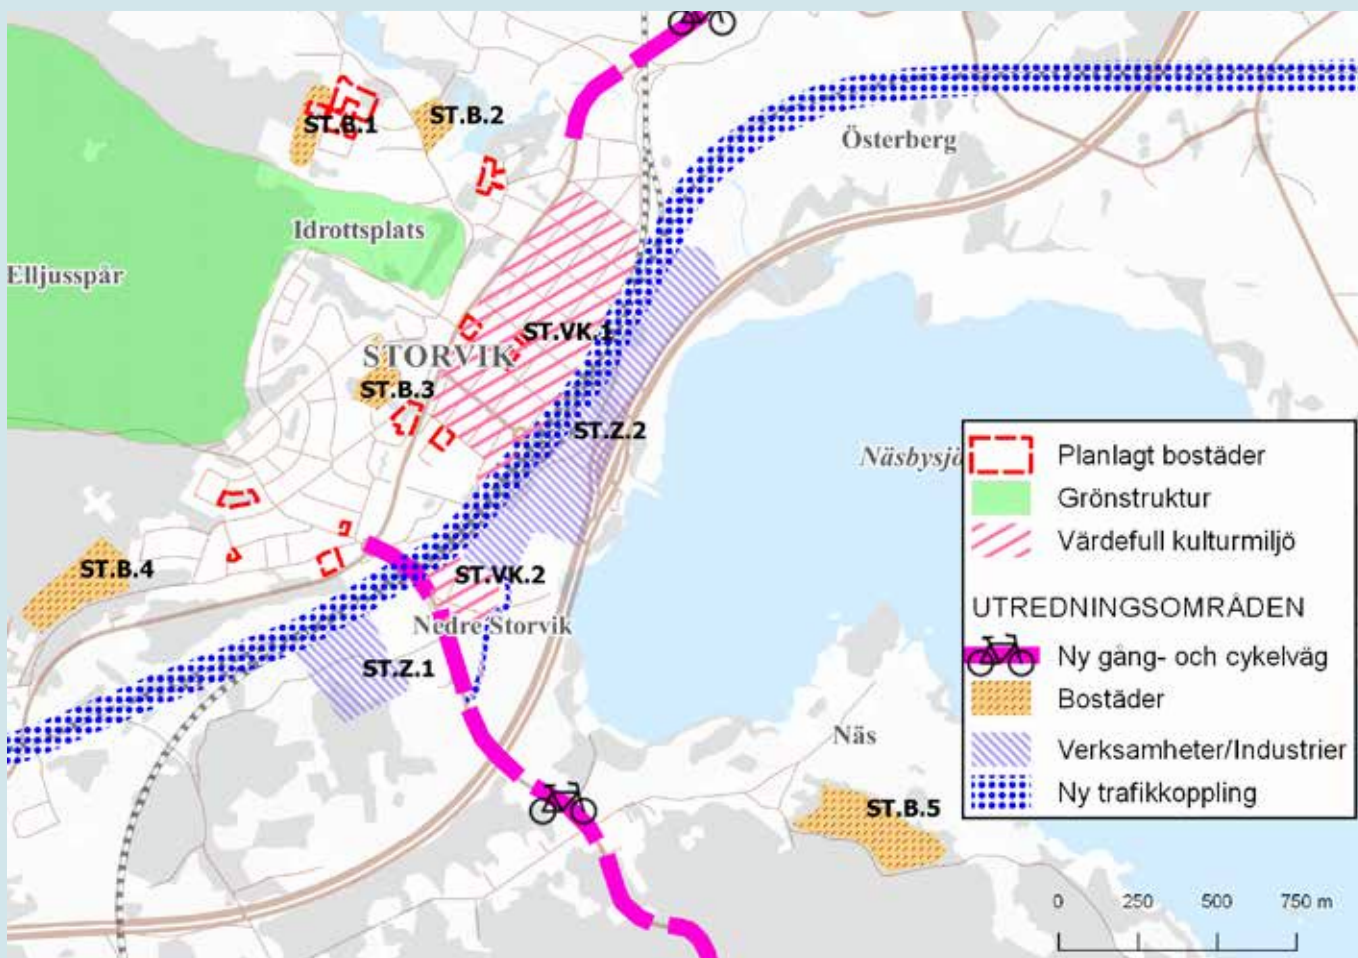 ST.B.1
ST.B.2
Österberg
Idrottsplats
Elljusspår
ST.VK.1
STORVIK
ST.B.3
ST.Z.2
Näsbysjö
ST.B.4
ST.VK.2
Nedre Storvik
ST.Z.1
Näs
ST.B.5
Planlagt bostäder
Grönstruktur
Värdefull kulturmiljö
UTREDNINGSOMRÅDEN
Ny gång- och cykelväg
Bostäder
Verksamheter/Industrier
Ny trafikkoppling
0 250 500 750 m